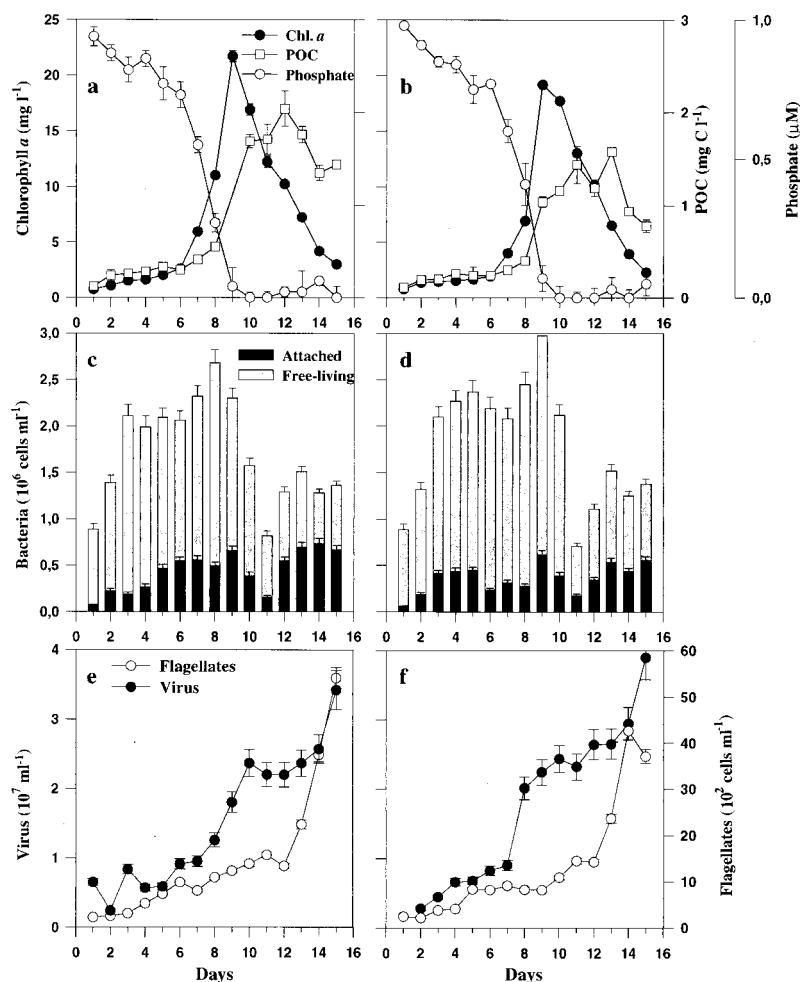 25
20
15
10
5
0
Chlorophyll a (mg l-1)
a
Chl. a
POC
Phosphate
0 2 4 6 8 10 12 14 16
b
0 2 4 6 8 10 12 14 16
3
2
1
0
POC (mg C l-1)
1,0
0,5
0,0
Phosphate (μM)
3,0
2,5
2,0
1,5
1,0
0,5
0,0
Bacteria (10^6 cells ml-1)
c
Attached
Free-living
0 2 4 6 8 10 12 14 16
d
0 2 4 6 8 10 12 14 16
4
3
2
1
0
Virus (10^7 ml-1)
e
Flagellates
Virus
0 2 4 6 8 10 12 14 16
Days
f
60
50
40
30
20
10
0
Flagellates (10^2 cells ml-1)
0 2 4 6 8 10 12 14 16
Days